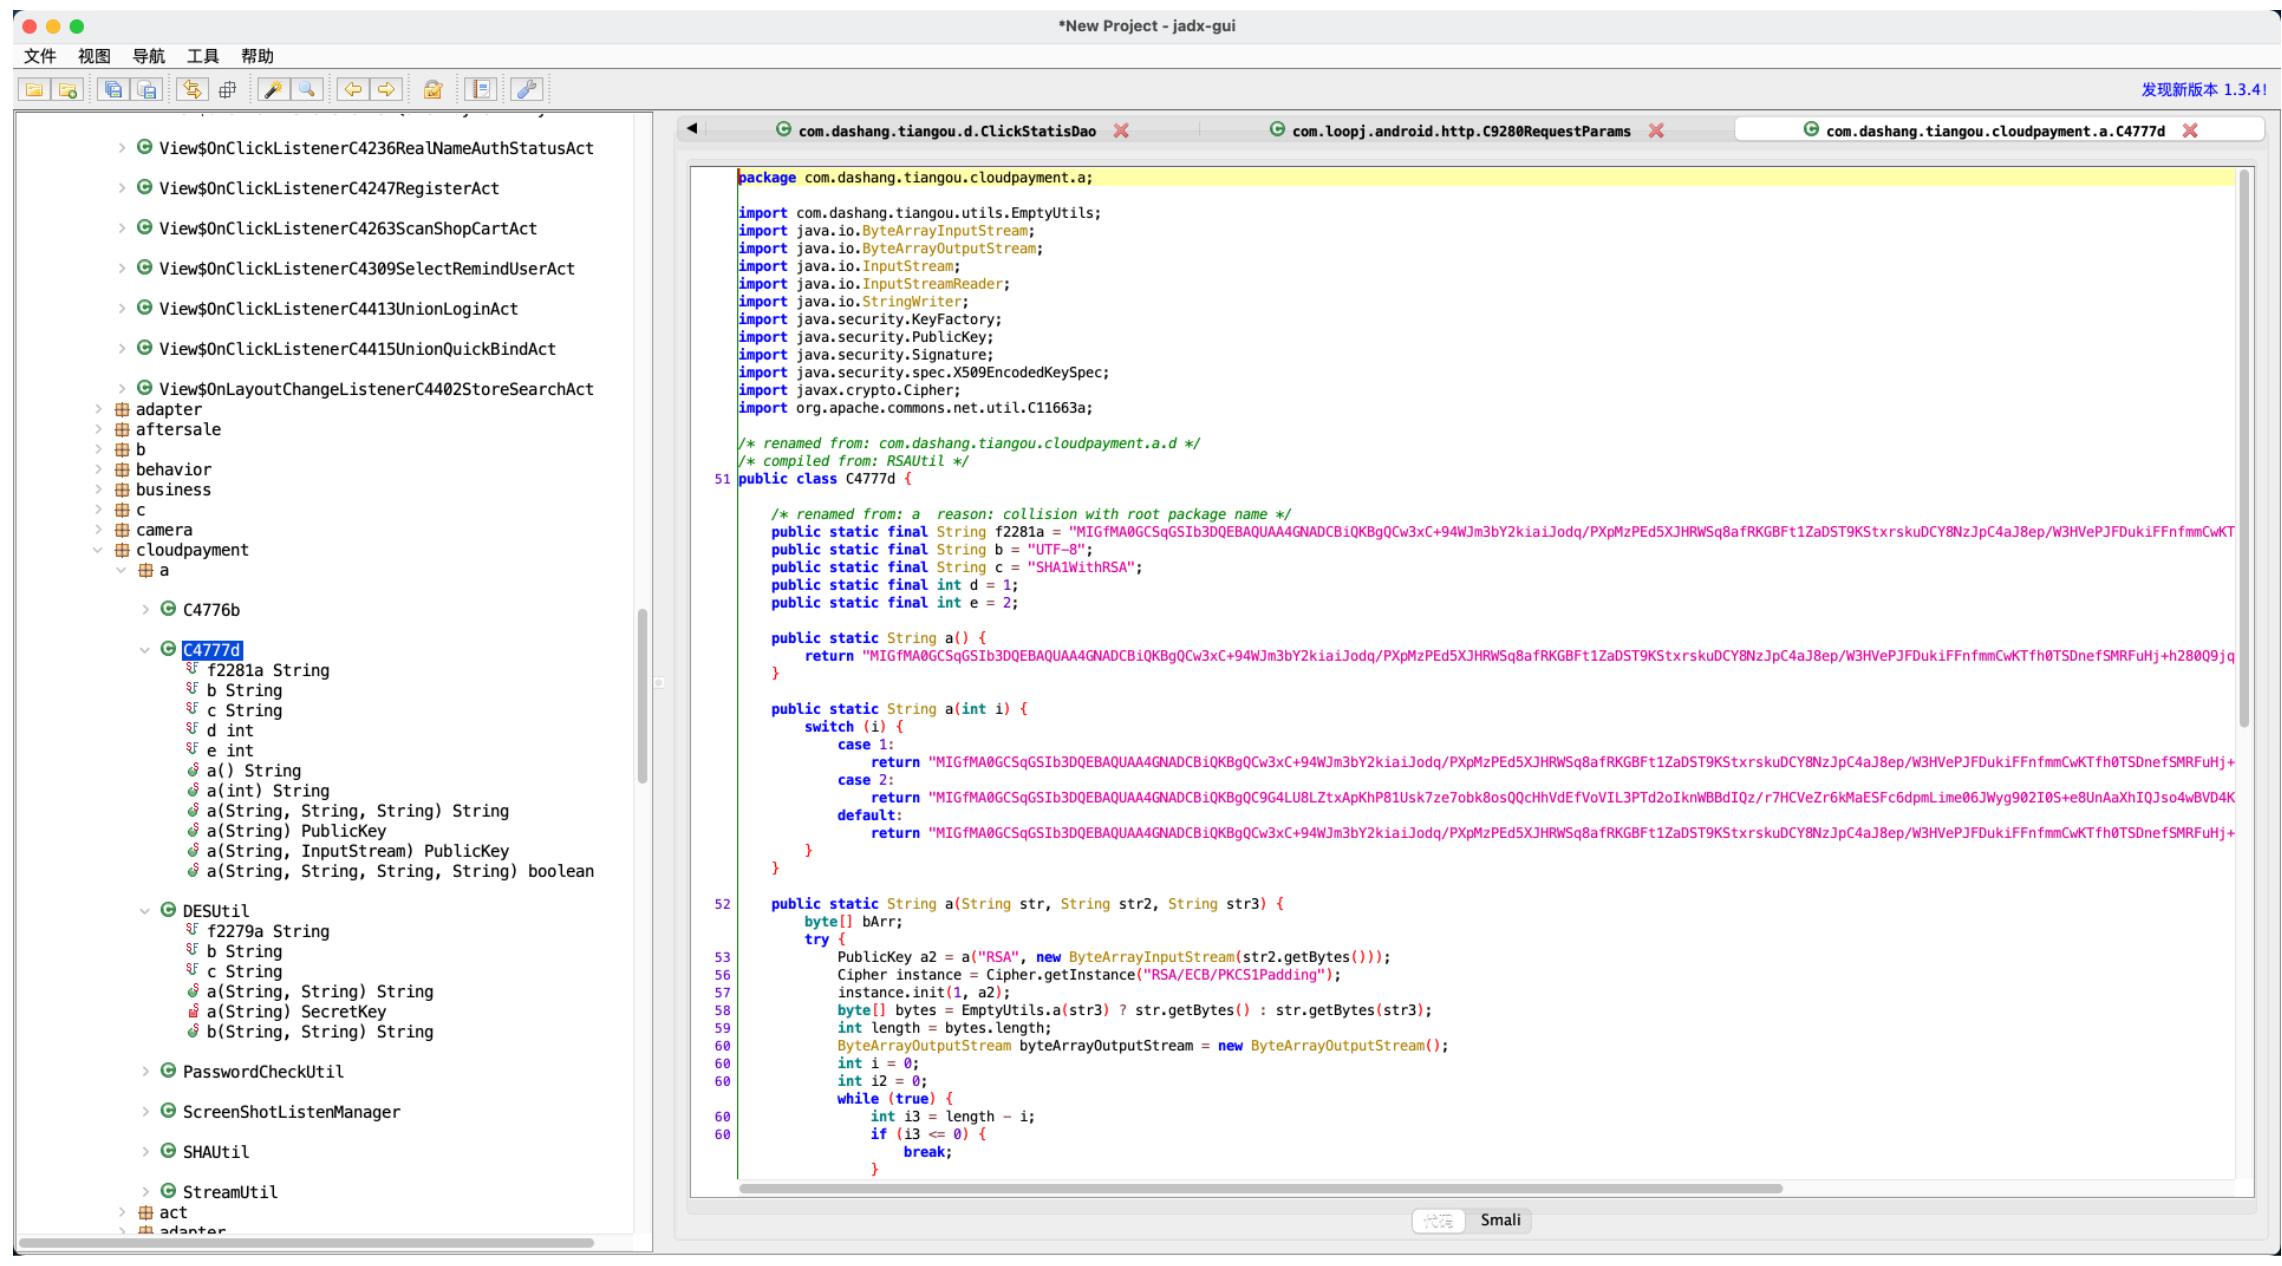 *New Project - jadx-gui
文件 视图 导航 工具 帮助
发现新版本 1.3.4!
View$OnClickListenerC4236RealNameAuthStatusAct
View$OnClickListenerC4247RegisterAct
View$OnClickListenerC4263ScanShopCartAct
View$OnClickListenerC4309SelectRemindUserAct
View$OnClickListenerC4413UnionLoginAct
View$OnClickListenerC4415UnionQuickBindAct
View$OnLayoutChangeListenerC4402StoreSearchAct
adapter
aftersale
b
behavior
business
c
camera
cloudpayment
a
C4776b
C4777d
f2281a String
b String
c String
d int
e int
a() String
a(int) String
a(String, String, String) String
a(String) PublicKey
a(String, InputStream) PublicKey
a(String, String, String, String) boolean
DESUtil
f2279a String
b String
c String
a(String, String) String
a(String) SecretKey
b(String, String) String
PasswordCheckUtil
ScreenShotListenManager
SHAUtil
StreamUtil
act
adapter
com.dashang.tiangou.d.ClickStatisDao com.loopj.android.http.C9280RequestParams com.dashang.tiangou.cloudpayment.a.C4777d
package com.dashang.tiangou.cloudpayment.a;
import com.dashang.tiangou.utils.EmptyUtils;
import java.io.ByteArrayInputStream;
import java.io.ByteArrayOutputStream;
import java.io.InputStream;
import java.io.InputStreamReader;
import java.io.StringWriter;
import java.security.KeyFactory;
import java.security.PublicKey;
import java.security.Signature;
import java.security.spec.X509EncodedKeySpec;
import javax.crypto.Cipher;
import org.apache.commons.net.util.C11663a;
/* renamed from: com.dashang.tiangou.cloudpayment.a.d */
/* compiled from: RSAUtil */
51 public class C4777d {
/* renamed from: a  reason: collision with root package name */
public static final String f2281a = "MIGfMA0GCSqGSIb3DQEBAQUAA4GNADCBiQKBgQCw3xC+94WJm3bY2kiaiJodq/PXpMzPEd5XJHRWSq8afRKGBFt1ZaDST9KStxrskuDCY8NzJpC4aJ8ep/W3HVePJFDukiFFnfmmCwKT
public static final String b = "UTF-8";
public static final String c = "SHA1WithRSA";
public static final int d = 1;
public static final int e = 2;
public static String a() {
return "MIGfMA0GCSqGSIb3DQEBAQUAA4GNADCBiQKBgQCw3xC+94WJm3bY2kiaiJodq/PXpMzPEd5XJHRWSq8afRKGBFt1ZaDST9KStxrskuDCY8NzJpC4aJ8ep/W3HVePJFDukiFFnfmmCwKTfh0TSDnefSMRFuHj+h280Q9jq
}
public static String a(int i) {
switch (i) {
case 1:
return "MIGfMA0GCSqGSIb3DQEBAQUAA4GNADCBiQKBgQCw3xC+94WJm3bY2kiaiJodq/PXpMzPEd5XJHRWSq8afRKGBFt1ZaDST9KStxrskuDCY8NzJpC4aJ8ep/W3HVePJFDukiFFnfmmCwKTfh0TSDnefSMRFuHj+
case 2:
return "MIGfMA0GCSqGSIb3DQEBAQUAA4GNADCBiQKBgQC9G4LU8LZtxApKhP81Usk7ze7obk8osQQcHhVdEfVoVIL3PTd2oIknWBBdIQz/r7HCVeZr6kMaESFc6dpmLime06JWyg902I0S+e8UnAaXhIQJso4wBVD4K
default:
return "MIGfMA0GCSqGSIb3DQEBAQUAA4GNADCBiQKBgQCw3xC+94WJm3bY2kiaiJodq/PXpMzPEd5XJHRWSq8afRKGBFt1ZaDST9KStxrskuDCY8NzJpC4aJ8ep/W3HVePJFDukiFFnfmmCwKTfh0TSDnefSMRFuHj+
}
}
52 public static String a(String str, String str2, String str3) {
byte[] bArr;
try {
53 PublicKey a2 = a("RSA", new ByteArrayInputStream(str2.getBytes()));
56 Cipher instance = Cipher.getInstance("RSA/ECB/PKCS1Padding");
57 instance.init(1, a2);
58 byte[] bytes = EmptyUtils.a(str3) ? str.getBytes() : str.getBytes(str3);
59 int length = bytes.length;
60 ByteArrayOutputStream byteArrayOutputStream = new ByteArrayOutputStream();
60 int i = 0;
60 int i2 = 0;
while (true) {
60 int i3 = length - i;
60 if (i3 <= 0) {
break;
}
代码 Smali